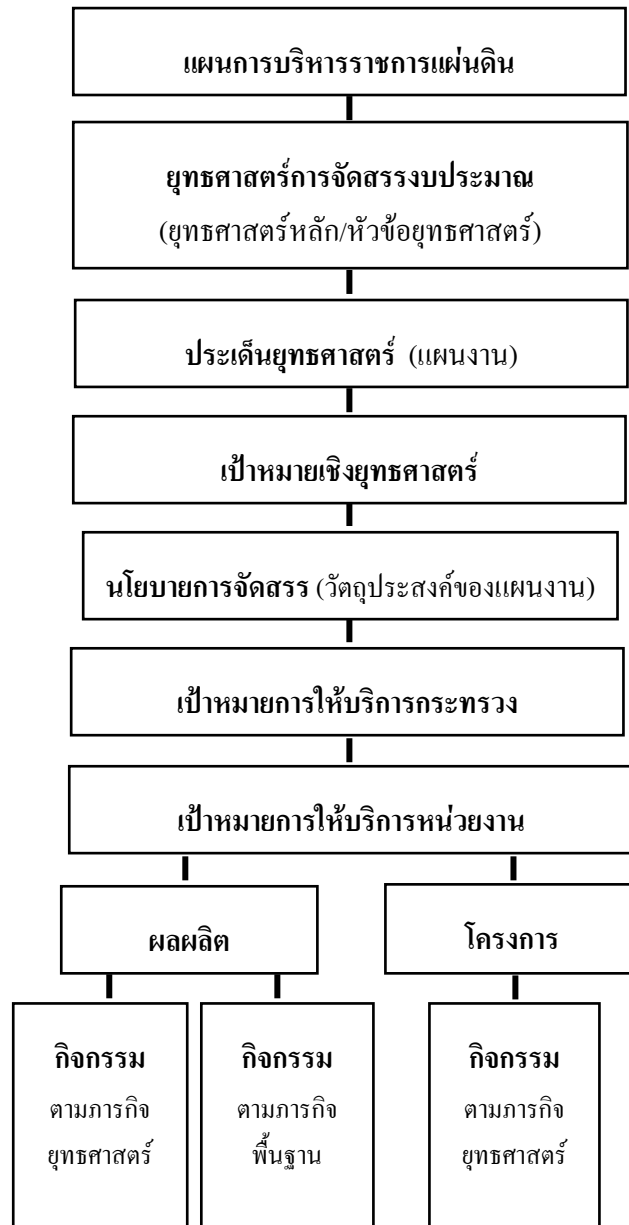 แผนการบริหารราชการแผ่นดิน
ยุทธศาสตร์การจัดสรรงบประมาณ
(ยุทธศาสตร์หลัก/หัวข้อยุทธศาสตร์)
ประเด็นยุทธศาสตร์ (แผนงาน)
เป้าหมายเชิงยุทธศาสตร์
นโยบายการจัดสรร (วัตถุประสงค์ของแผนงาน)
เป้าหมายการให้บริการกระทรวง
เป้าหมายการให้บริการหน่วยงาน
ผลผลิต
โครงการ
กิจกรรม
ตามภารกิจ
ยุทธศาสตร์
กิจกรรม
ตามภารกิจ
พื้นฐาน
กิจกรรม
ตามภารกิจ
ยุทธศาสตร์